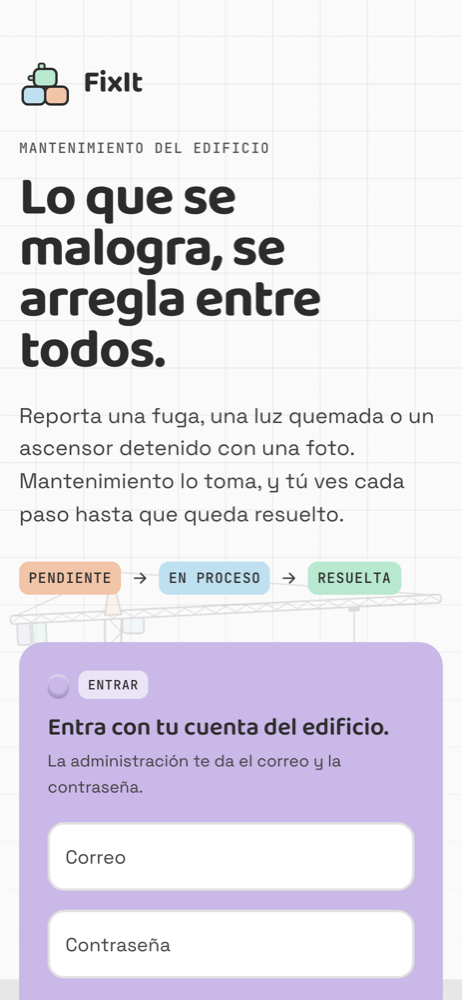 FixIt
MANTENIMIENTO DEL EDIFICIO
Lo que se
malogra, se
arregla entre
todos.
Reporta una fuga, una luz quemada o un
ascensor detenido con una foto.
Mantenimiento lo toma, y tú ves cada
paso hasta que queda resuelto.
PENDIENTE → EN PROCESO → RESUELTA
ENTRAR
Entra con tu cuenta del edificio.
La administración te da el correo y la
contraseña.
Correo
Contraseña